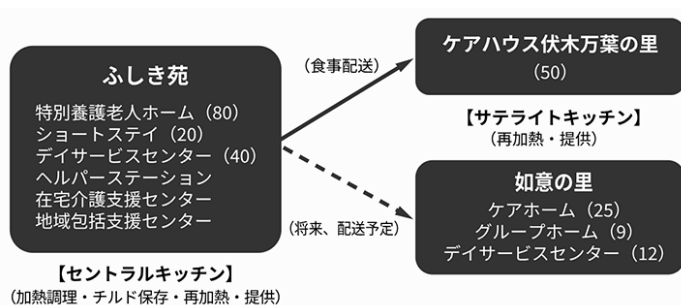 ふしき苑
特別養護老人ホーム（80）
ショートステイ（20）
デイサービスセンター（40）
ヘルパーステーション
在宅介護支援センター
地域包括支援センター
【セントラルキッチン】
（加熱調理・チルド保存・再加熱・提供）
（食事配送）
（将来、配送予定）
ケアハウス伏木万葉の里
（50）
【サテライトキッチン】
（再加熱・提供）
如意の里
ケアホーム（25）
グループホーム（9）
デイサービスセンター（12）